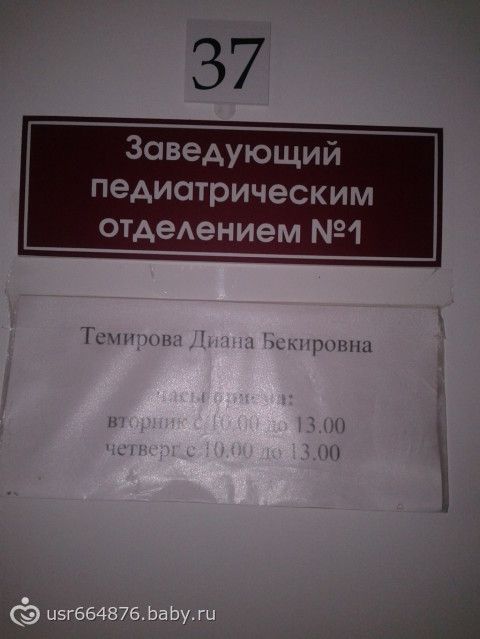 37
Заведующий
педиатрическим
отделением №1
Темирова Диана Бекировна
часы приема:
вторник с 10.00 до 13.00
четверг с 10.00 до 13.00
usr664876.baby.ru